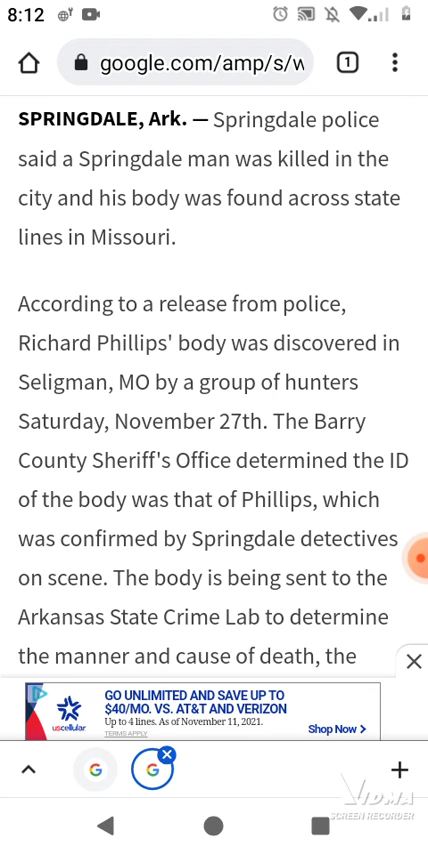 8:12
google.com/amp/s/w
1
SPRINGDALE, Ark. — Springdale police
said a Springdale man was killed in the
city and his body was found across state
lines in Missouri.
According to a release from police,
Richard Phillips' body was discovered in
Seligman, MO by a group of hunters
Saturday, November 27th. The Barry
County Sheriff's Office determined the ID
of the body was that of Phillips, which
was confirmed by Springdale detectives
on scene. The body is being sent to the
Arkansas State Crime Lab to determine
the manner and cause of death, the
GO UNLIMITED AND SAVE UP TO
$40/MO. VS. AT&T AND VERIZON
Up to 4 lines. As of November 11, 2021.
uscellular
TERMS APPLY
Shop Now >
G
G
VIDMA
SCREEN RECORDER